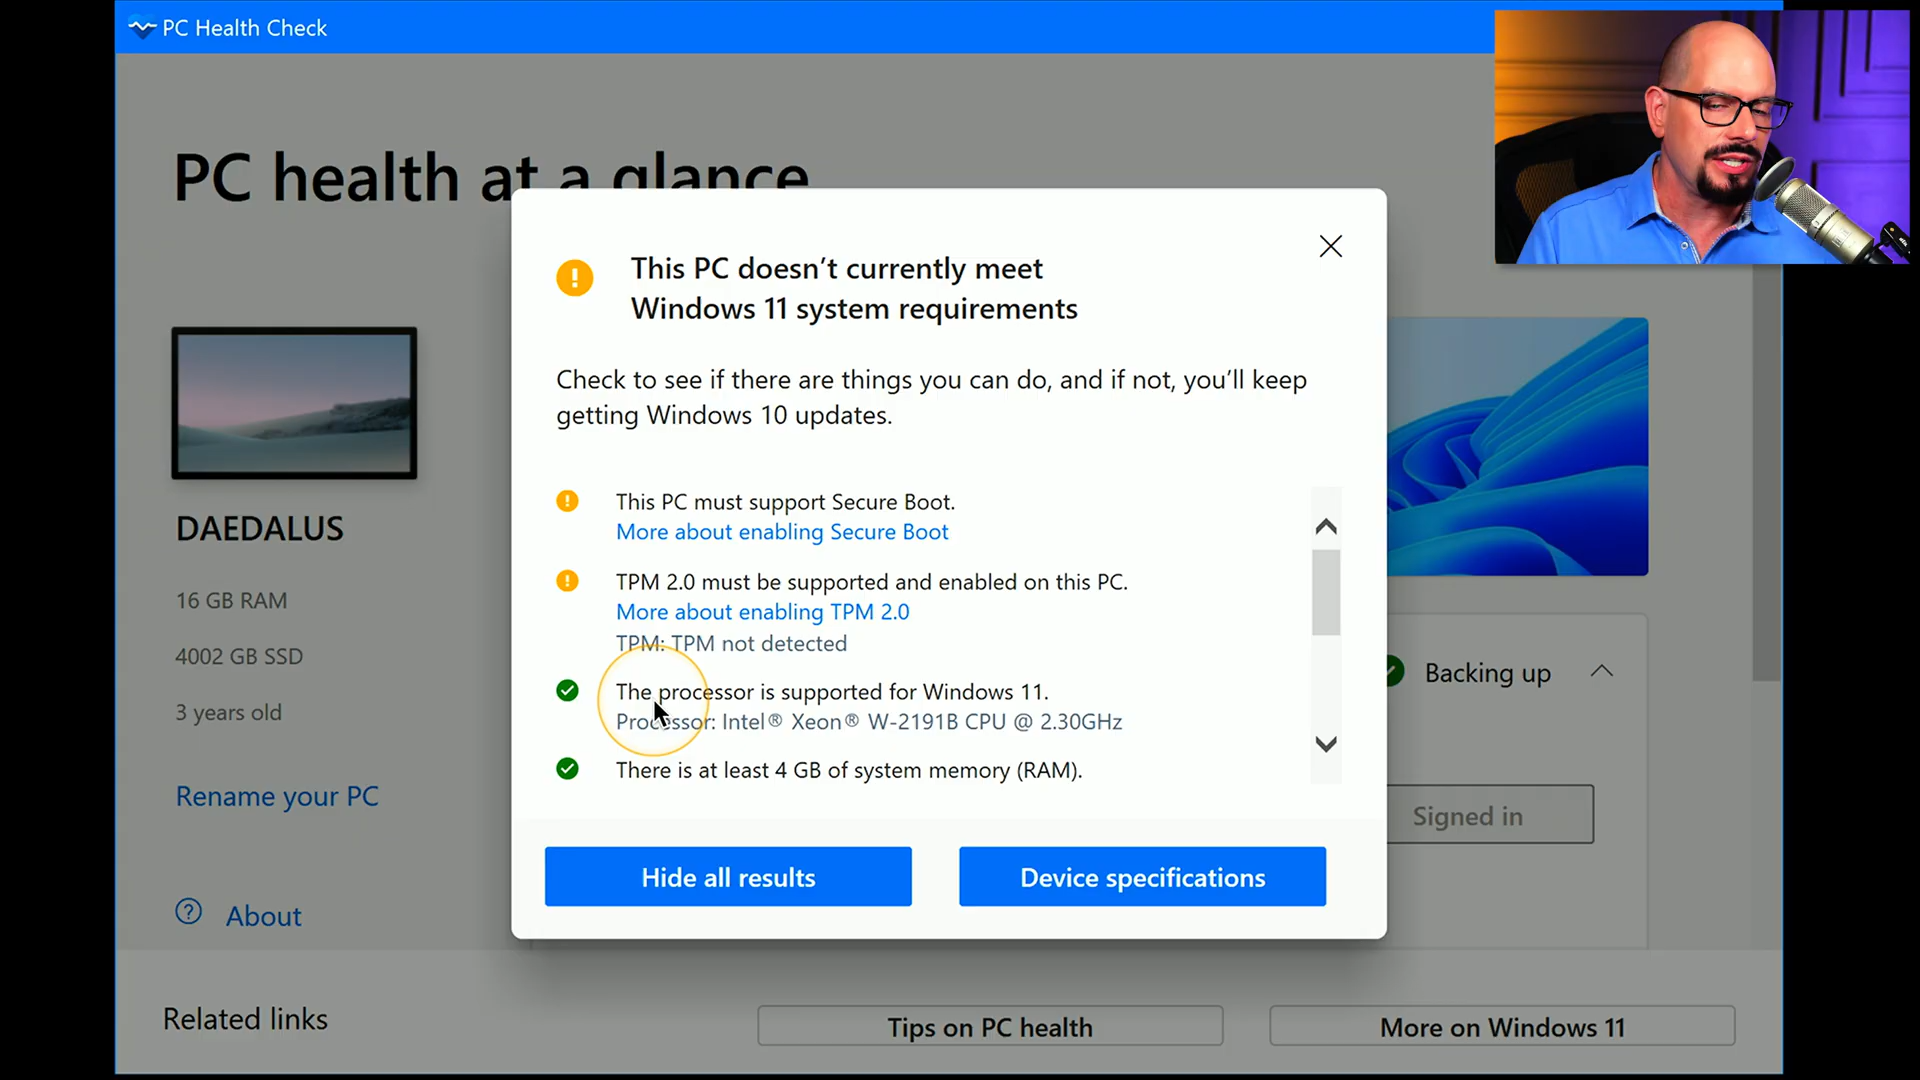 PC Health Check
PC health at a glance
DAEDALUS
16 GB RAM
4002 GB SSD
3 years old
Rename your PC
About
This PC doesn’t currently meet
Windows 11 system requirements
Check to see if there are things you can do, and if not, you’ll keep
getting Windows 10 updates.
This PC must support Secure Boot.
More about enabling Secure Boot
TPM 2.0 must be supported and enabled on this PC.
More about enabling TPM 2.0
TPM: TPM not detected
The processor is supported for Windows 11.
Processor: Intel® Xeon® W-2191B CPU @ 2.30GHz
There is at least 4 GB of system memory (RAM).
Hide all results
Device specifications
Backing up
Signed in
Related links
Tips on PC health
More on Windows 11